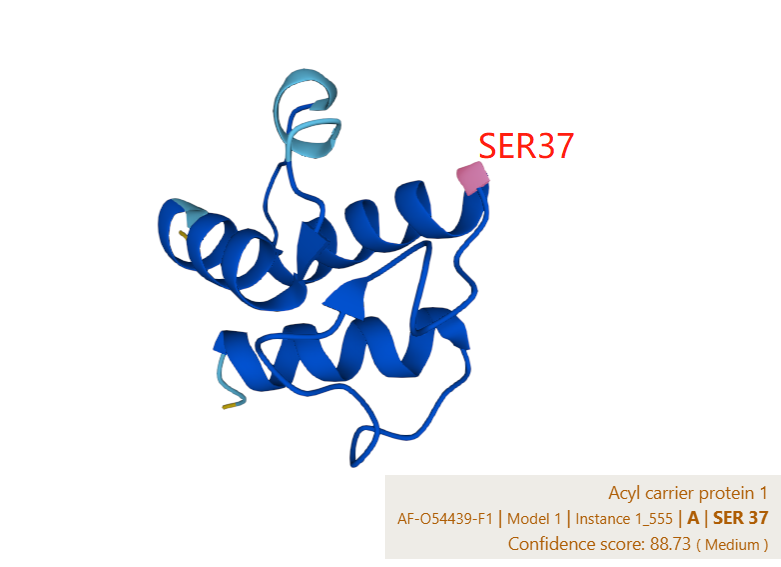 SER37
Acyl carrier protein 1
AF-O54439-F1 | Model 1 | Instance 1_555 | A | SER 37
Confidence score: 88.73 ( Medium )